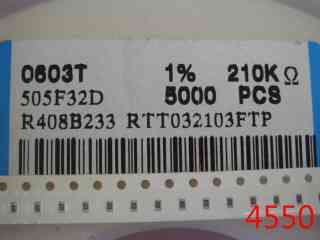 0603T 1% 210K Ω
505F32D 5000 PCS
R408B233 RTT032103FTP
4550